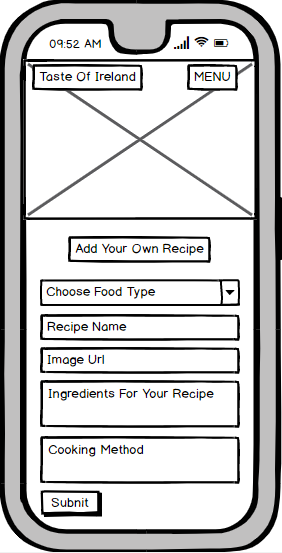 09:52 AM
Taste Of Ireland
MENU
Add Your Own Recipe
Choose Food Type
Recipe Name
Image Url
Ingredients For Your Recipe
Cooking Method
Submit